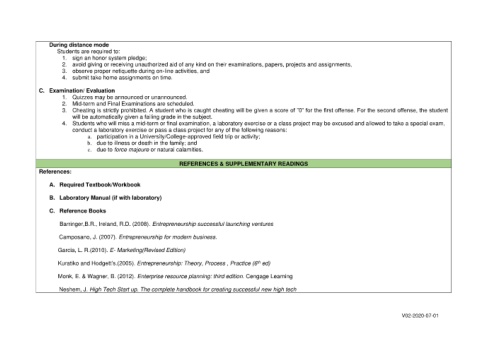 During distance mode
Students are required to:
1. sign an honor system pledge;
2. avoid giving or receiving unauthorized aid of any kind on their examinations, papers, projects and assignments,
3. observe proper netiquette during on-line activities, and
4. submit take home assignments on time.
C. Examination/ Evaluation
1. Quizzes may be announced or unannounced.
2. Mid-term and Final Examinations are scheduled.
3. Cheating is strictly prohibited. A student who is caught cheating will be given a score of "0" for the first offense. For the second offense, the student
will be automatically given a failing grade in the subject.
4. Students who will miss a mid-term or final examination, a laboratory exercise or a class project may be excused and allowed to take a special exam,
conduct a laboratory exercise or pass a class project for any of the following reasons:
a. participation in a University/College-approved field trip or activity;
b. due to illness or death in the family; and
c. due to force majeure or natural calamities.
REFERENCES & SUPPLEMENTARY READINGS
References:
A. Required Textbook/Workbook
B. Laboratory Manual (if with laboratory)
C. Reference Books
Barringer,B.R., Ireland, R.D. (2008). Entrepreneurship successful launching ventures
Camposano, J. (2007). Entrepreneurship for modern business.
Garcia, L. R.(2010). E- Marketing(Revised Edition)
Kuratiko and Hodgett's.(2005). Entrepreneurship: Theory, Process , Practice (6th ed)
Monk, E. & Wagner, B. (2012). Enterprise resource planning: third edition. Cengage Learning
Neshem, J. High Tech Start up. The complete handbook for creating successful new high tech
V02-2020-07-01